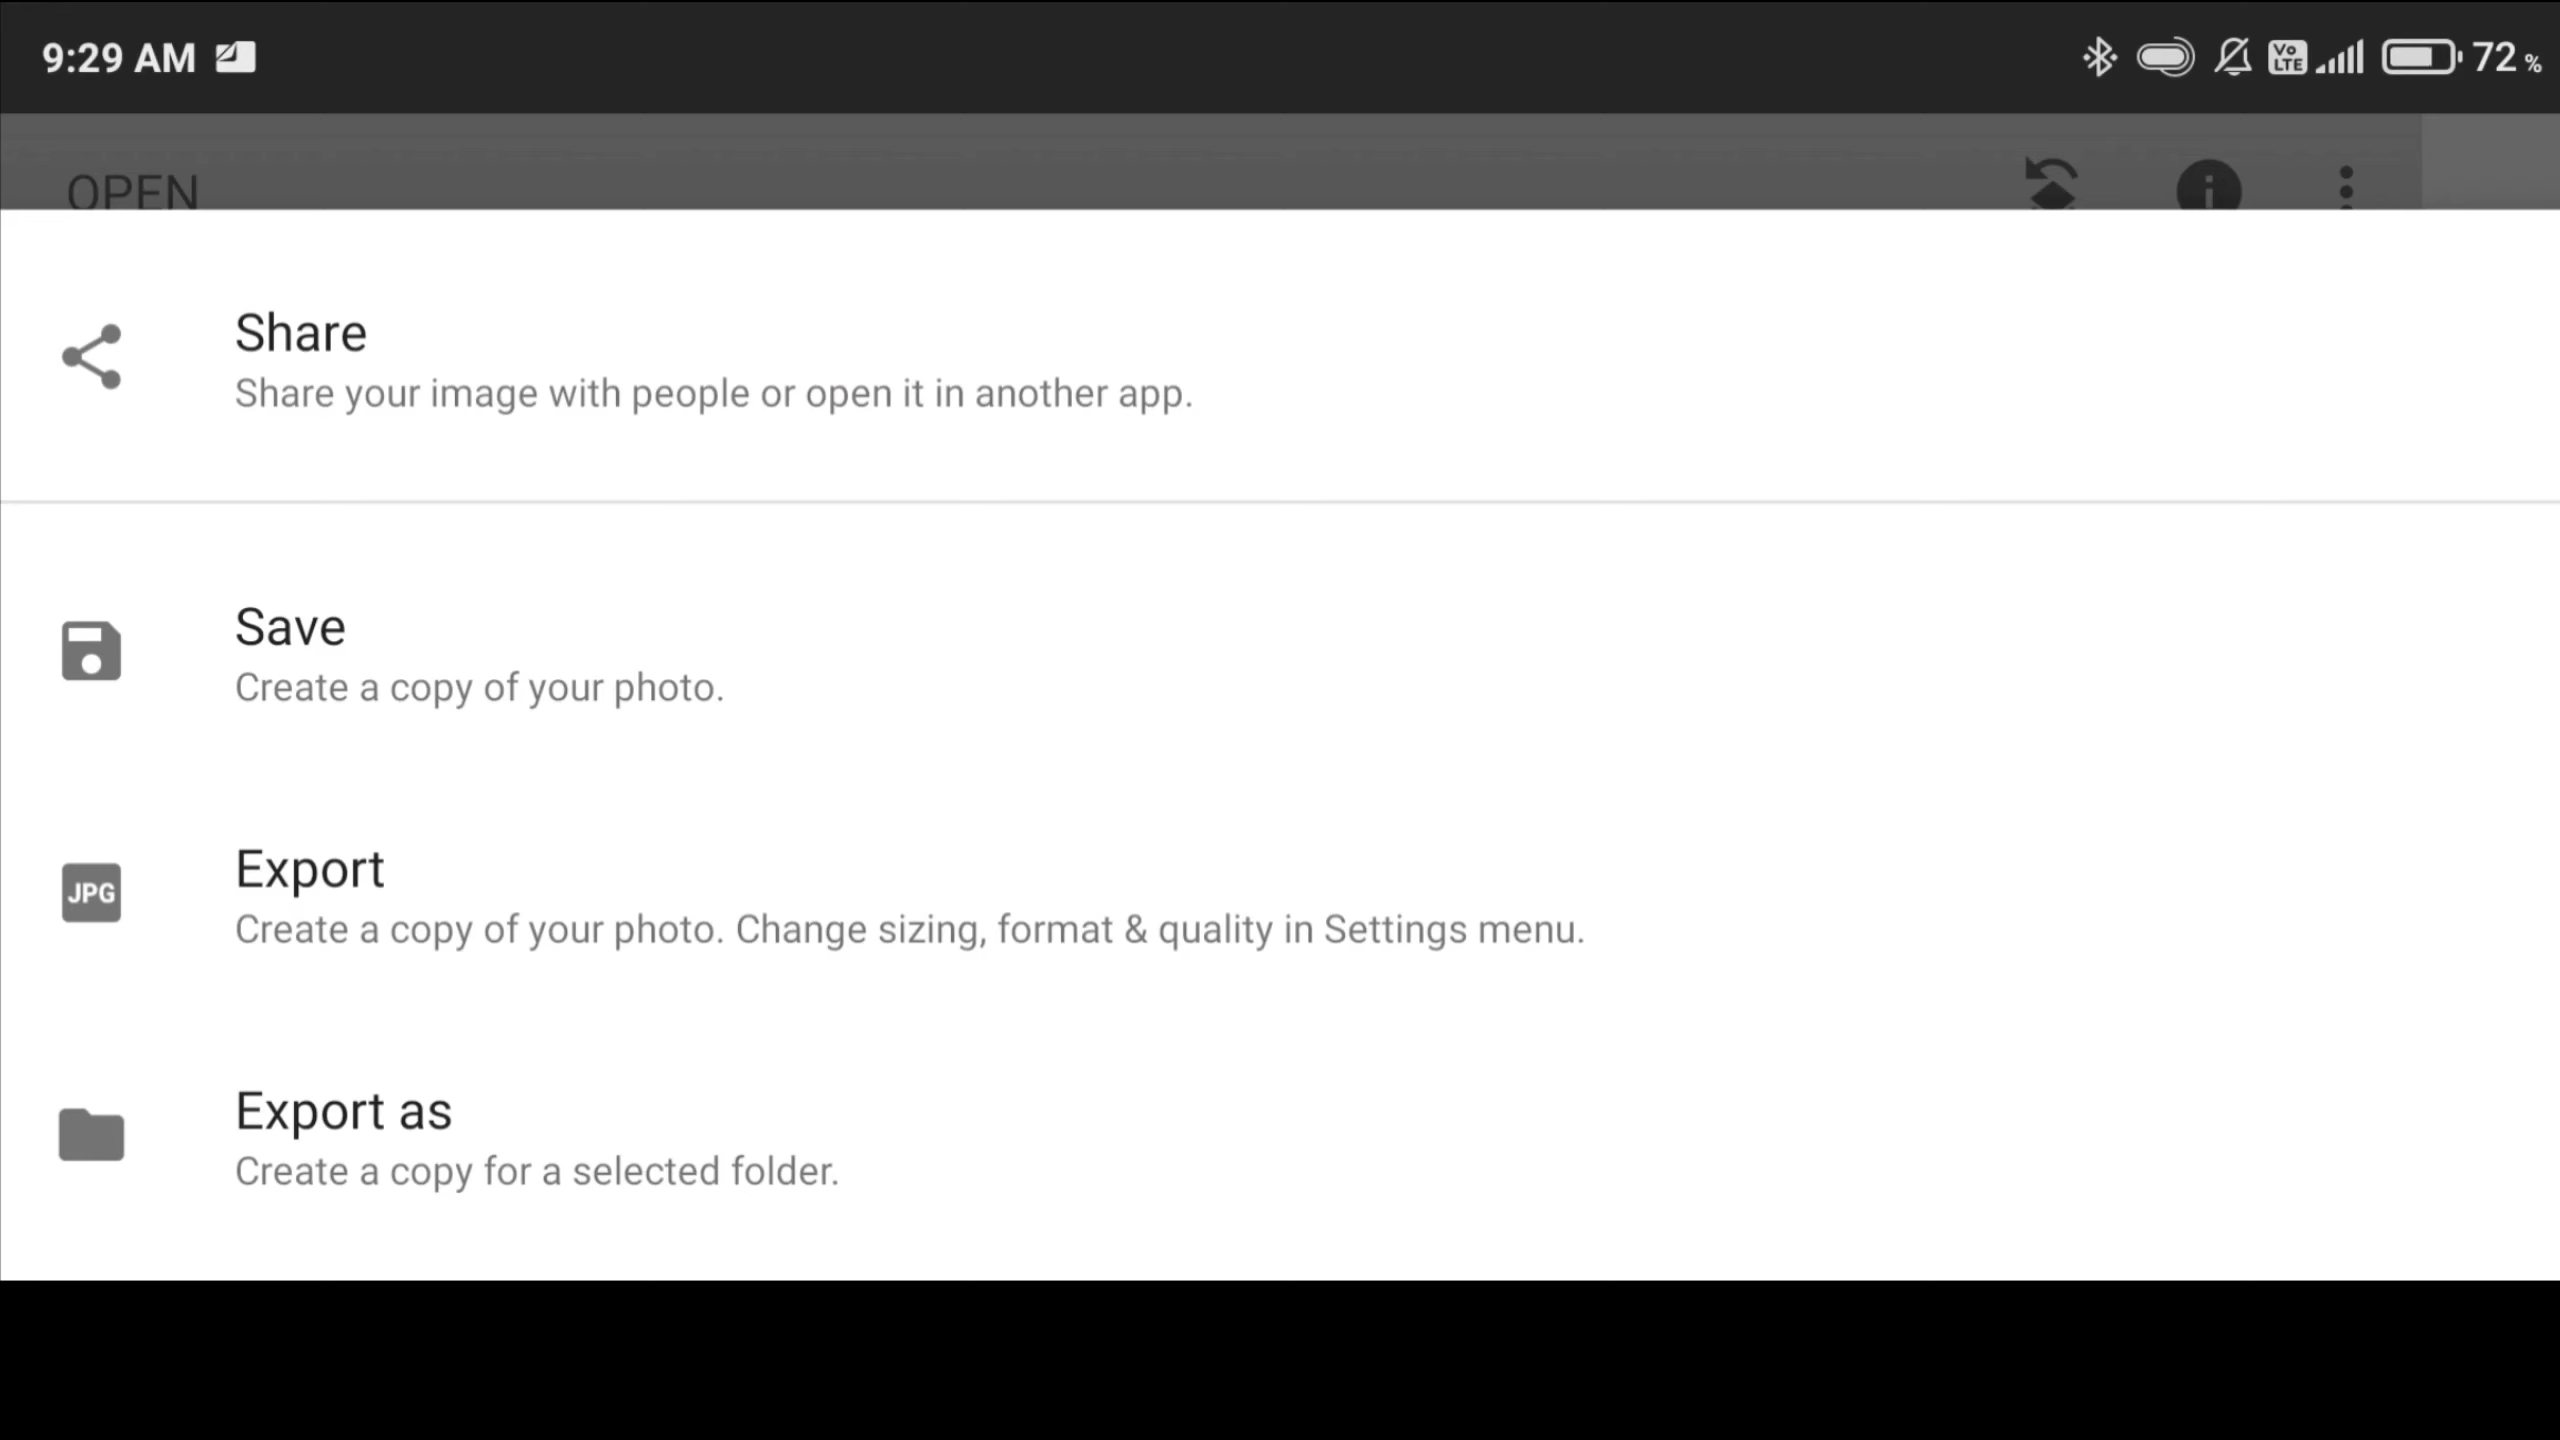 9:29 AM
Vo LTE
72 %
OPEN
Share
Share your image with people or open it in another app.
Save
Create a copy of your photo.
JPG
Export
Create a copy of your photo. Change sizing, format & quality in Settings menu.
Export as
Create a copy for a selected folder.